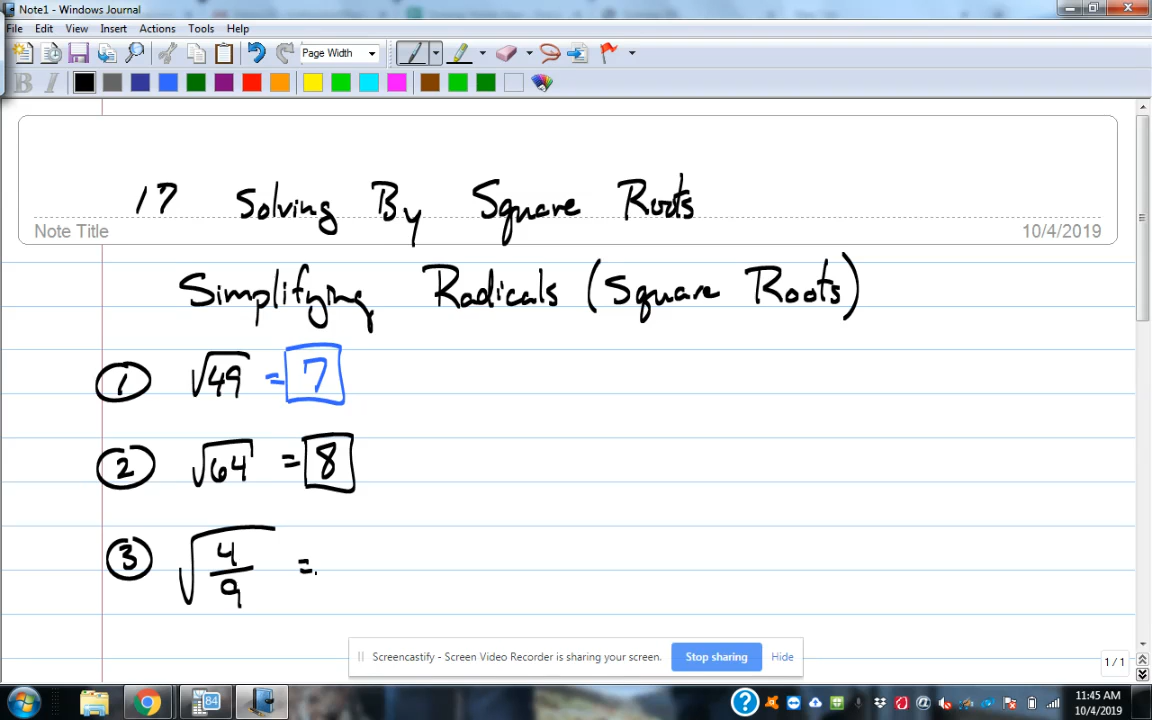 Note1 - Windows Journal
File Edit View Insert Actions Tools Help
Page Width
B I
17 Solving By Square Roots
Note Title 10/4/2019
Simplifying Radicals (Square Roots)
1 √49 = 7
2 √64 = 8
3 √4/9 =
Screencastify - Screen Video Recorder is sharing your screen. Stop sharing Hide
1 / 1
84
11:45 AM
10/4/2019